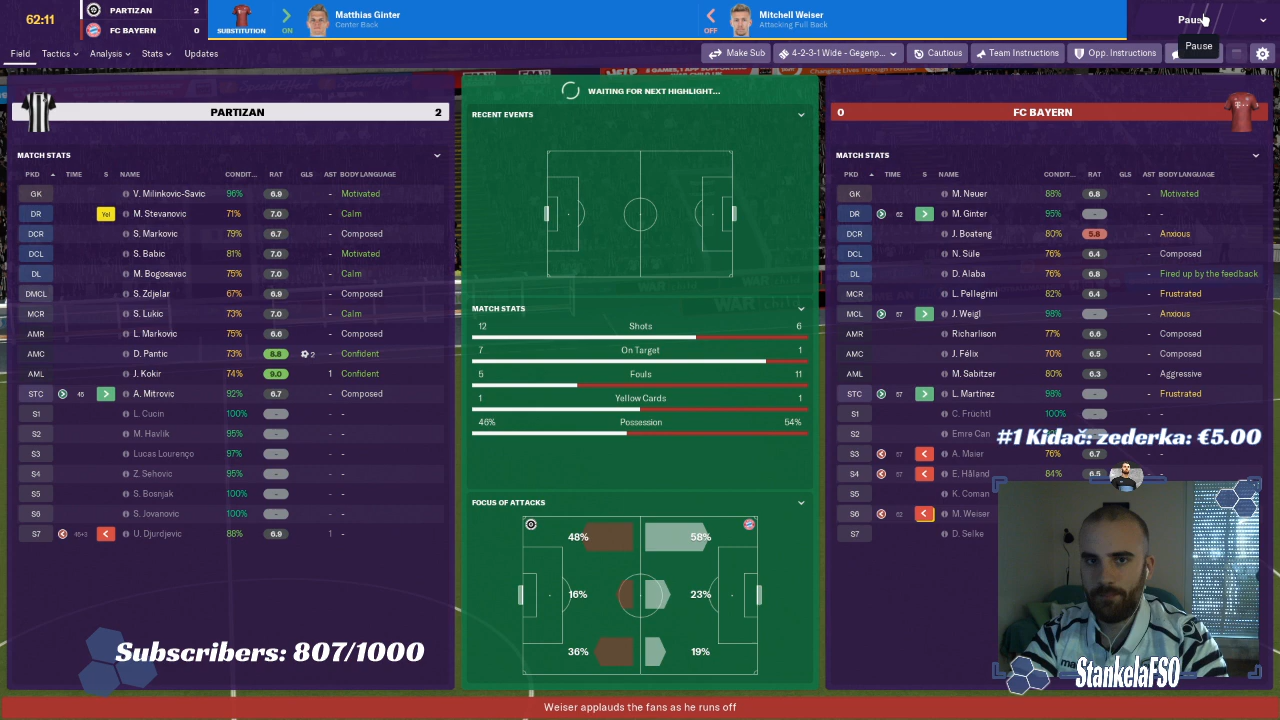 62:11
PARTIZAN 2
FC BAYERN 0
SUBSTITUTION
ON
Matthias Ginter
Center Back
OFF
Mitchell Weiser
Attacking Full Back
Paus
Pause
Field Tactics Analysis Stats Updates
Make Sub 4-2-3-1 Wide - Gegenp... Cautious Team Instructions Opp. Instructions
PARTIZAN 2
MATCH STATS
PKD TIME S NAME CONDIT... RAT GLS AST BODY LANGUAGE
GK V. Milinkovic-Savic 96% 6.9 - Motivated
DR Yel M. Stevanovic 71% 7.0 - Calm
DCR S. Markovic 79% 6.7 - Composed
DCL S. Babic 81% 7.0 - Motivated
DL M. Bogosavac 75% 7.0 - Calm
DMCL S. Zdjelar 67% 6.9 - Composed
MCR S. Lukic 73% 7.0 - Calm
AMR L. Markovic 75% 6.6 - Composed
AMC D. Pantic 73% 8.8 2 - Confident
AML J. Kokir 74% 9.0 1 Confident
STC 45 A. Mitrovic 92% 6.7 - Composed
S1 L. Cucin 100% - - -
S2 M. Havlik 95% - - -
S3 Lucas Lourenço 97% - - -
S4 Z. Sehovic 95% - - -
S5 S. Bosnjak 100% - - -
S6 S. Jovanovic 100% - - -
S7 45+3 U. Djurdjevic 88% 6.9 1 -
WAITING FOR NEXT HIGHLIGHT...
RECENT EVENTS
MATCH STATS
12 Shots 6
7 On Target 1
5 Fouls 11
1 Yellow Cards 1
46% Possession 54%
FOCUS OF ATTACKS
48% 58%
16% 23%
36% 19%
0 FC BAYERN
MATCH STATS
PKD TIME S NAME CONDIT... RAT GLS AST BODY LANGUAGE
GK M. Neuer 88% 6.8 - Motivated
DR 62 M. Ginter 95% - - -
DCR J. Boateng 80% 5.8 - Anxious
DCL N. Süle 76% 6.4 - Composed
DL D. Alaba 76% 6.8 - Fired up by the feedback
MCR L. Pellegrini 82% 6.4 - Frustrated
MCL 57 J. Weigl 98% - - Anxious
AMR Richarlison 77% 6.6 - Composed
AMC J. Félix 70% 6.5 - Composed
AML M. Sabitzer 80% 6.3 - Aggressive
STC 57 L. Martínez 98% - - Frustrated
S1 C. Früchtl 100% - - -
S2 Emre Can
S3 57 A. Maier 76% 6.7 - -
S4 57 E. Håland 84% 6.5
S5 K. Coman
S6 62 M. Weiser
S7 D. Selke
#1 Kidač: zederka: €5.00
Subscribers: 807/1000
StankelaFSO
Weiser applauds the fans as he runs off